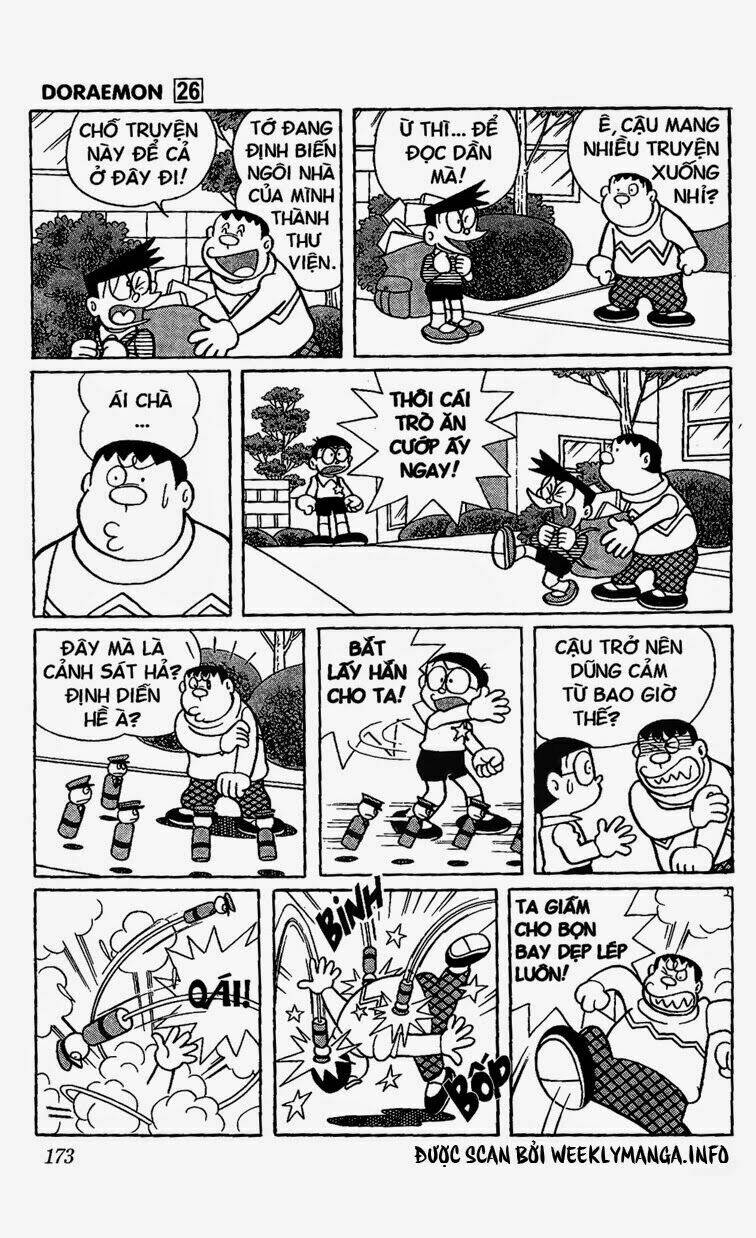 DORAEMON 26
Ê, CẬU MANG
NHIỀU TRUYỆN
XUỐNG
NHỈ?
Ừ THÌ... ĐỂ
ĐỌC DẦN
MÀ!
TỚ ĐANG
ĐỊNH BIẾN
NGÔI NHÀ
CỦA MÌNH
THÀNH
THƯ
VIỆN.
CHỖ TRUYỆN
NÀY ĐỂ CẢ
Ở ĐÂY ĐI!
THÔI CÁI
TRÒ ĂN
CƯỚP ẤY
NGAY!
ÁI CHÀ
...
CẬU TRỞ NÊN
DŨNG CẢM
TỪ BAO GIỜ
THẾ?
BẮT
LẤY HẮN
CHO TA!
ĐÂY MÀ LÀ
CẢNH SÁT HẢ?
ĐỊNH DIỄN
HỀ À?
TA GIẪM
CHO BỌN
BAY DẸP LÉP
LUÔN!
BINH
BỐP
OÁI!
173
ĐƯỢC SCAN BỞI WEEKLYMANGA.INFO